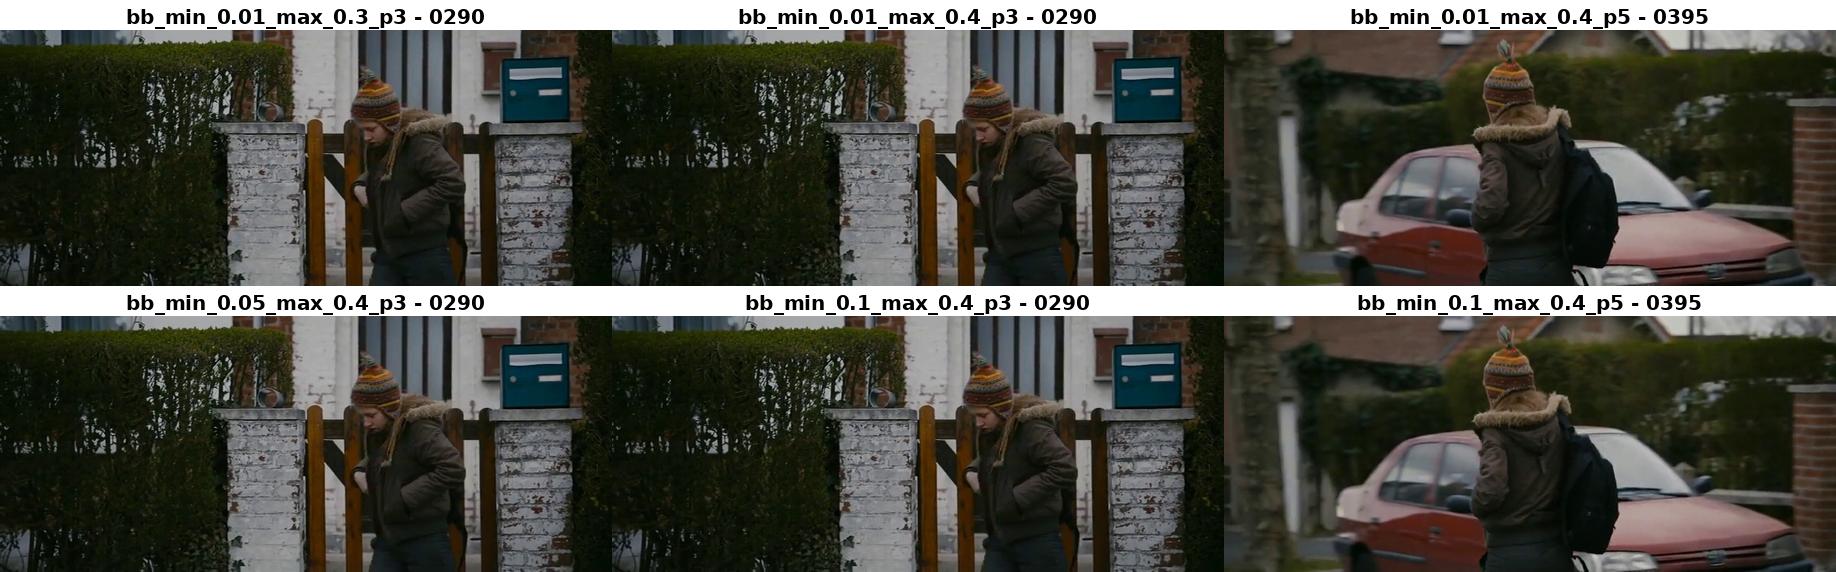 bb_min_0.01_max_0.3_p3 - 0290
bb_min_0.01_max_0.4_p3 - 0290
bb_min_0.01_max_0.4_p5 - 0395
bb_min_0.05_max_0.4_p3 - 0290
bb_min_0.1_max_0.4_p3 - 0290
bb_min_0.1_max_0.4_p5 - 0395